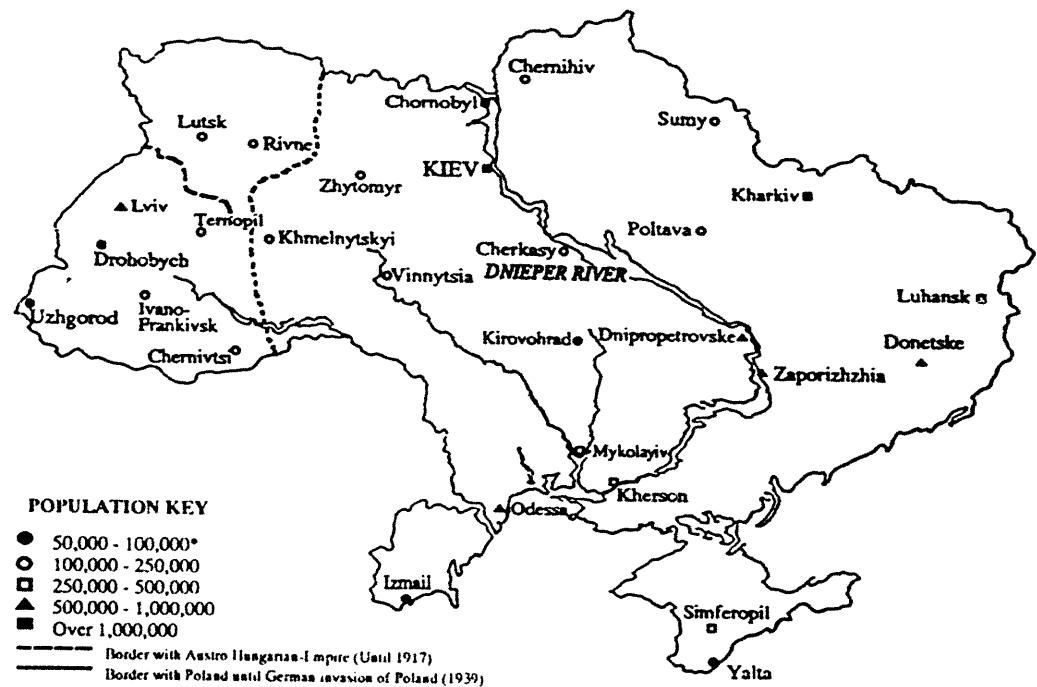 Chernihiv
Chornobyl
Sumy
Lutsk
Rivne
KIEV
Zhytomyr
Kharkiv
Lviv
Ternopil
Khmelnytskyi
Poltava
Drohobych
Cherkasy
DNIEPER RIVER
Vinnytsia
Luhansk
Uzhgorod
Ivano-
Prankivsk
Chernivtsi
Kirovohrad
Dnipropetrovske
Donetske
Zaporizhzhia
Mykolayiv
Kherson
Odessa
Izmail
Simferopil
Yalta
POPULATION KEY
50,000 - 100,000*
100,000 - 250,000
250,000 - 500,000
500,000 - 1,000,000
Over 1,000,000
Border with Austro Hungarian-Empire (Until 1917)
Border with Poland until German invasion of Poland (1939)